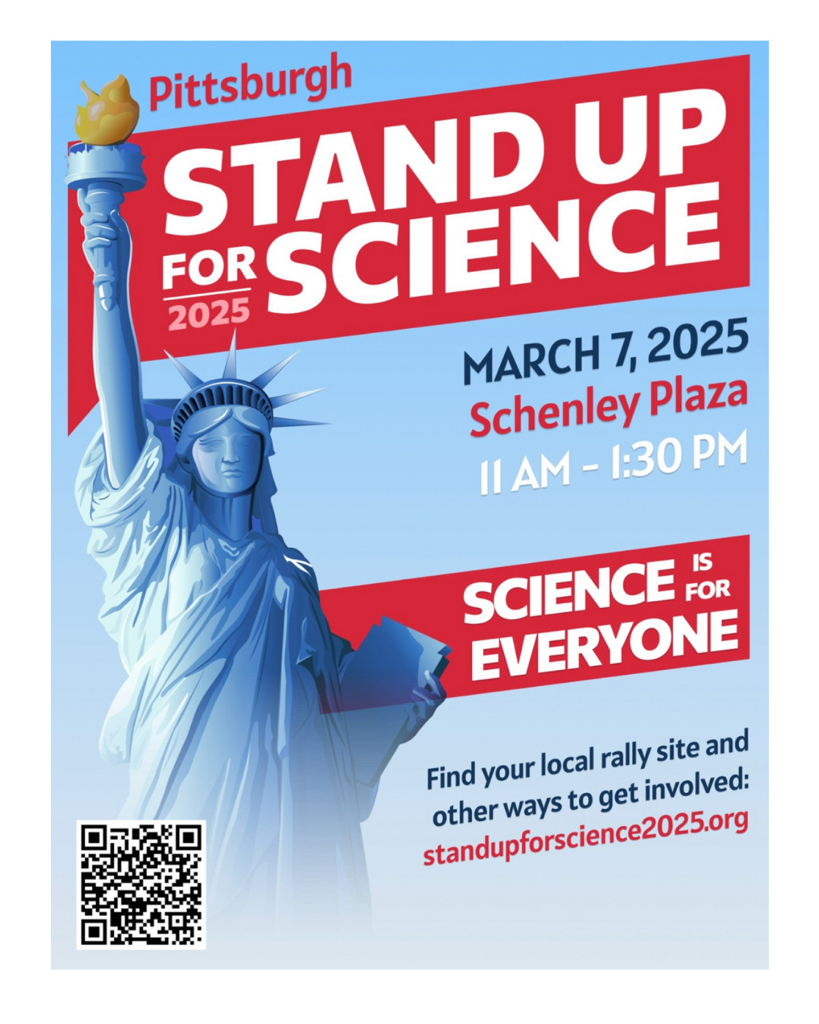 Pittsburgh
STAND UP
FOR SCIENCE
2025
MARCH 7, 2025
Schenley Plaza
11 AM - 1:30 PM
SCIENCE IS FOR
EVERYONE
Find your local rally site and
other ways to get involved:
standupforscience2025.org